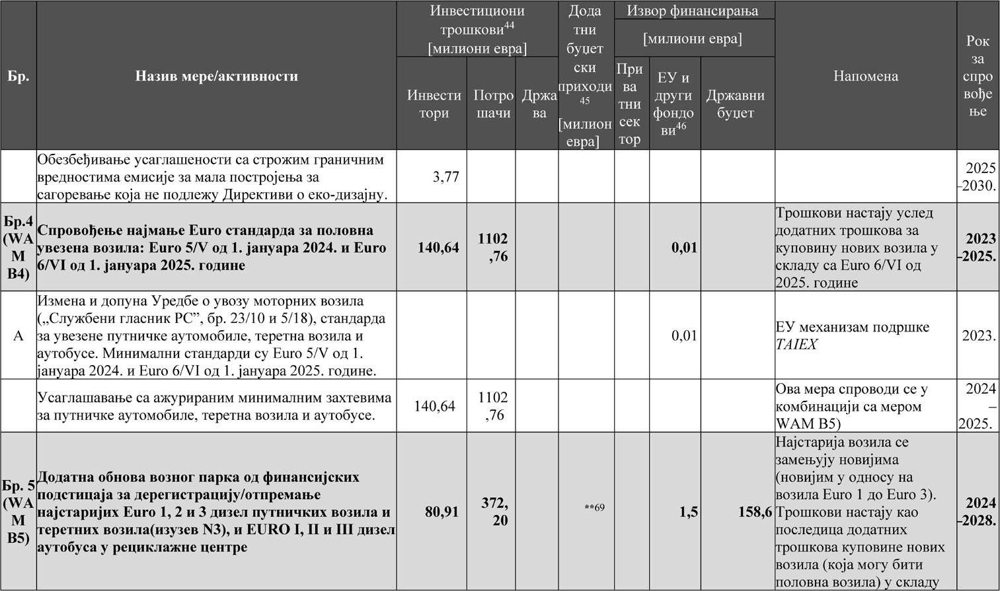 Бр.
Назив мере/активности
Инвестициони
трошкови44
[милиони евра]
Инвести
тори
Потро
шачи
Држа
ва
Дода
тни
буџет
ски
приходи
45
[милион
евра]
Извор финансирања
[милиони евра]
При
ва
тни
сек
тор
ЕУ и
други
фондо
ви46
Државни
буџет
Напомена
Рок
за
спро
вође
ње
Обезбеђивање усаглашености са строжим граничним
вредностима емисије за мала постројења за
сагоревање која не подлежу Директиви о еко-дизајну.
3,77
2025
–2030.
Бр.4
(WA
M
B4)
Спровођење најмање Euro стандарда за половна
увезена возила: Euro 5/V од 1. јануара 2024. и Euro
6/VI од 1. јануара 2025. године
140,64
1102
,76
0,01
Трошкови настају услед
додатних трошкова за
куповину нових возила у
складу са Euro 6/VI од
2025. године
2023
–2025.
А
Измена и допуна Уредбе о увозу моторних возила
(„Службени гласник РС”, бр. 23/10 и 5/18), стандарда
за увезене путничке аутомобиле, теретна возила и
аутобусе. Минимални стандарди су Euro 5/V од 1.
јануара 2024. и Euro 6/VI од 1. јануара 2025. године.
0,01
ЕУ механизам подршке
TAIEX
2023.
Усаглашавање са ажурираним минималним захтевима
за путничке аутомобиле, теретна возила и аутобусе.
140,64
1102
,76
Ова мера спроводи се у
комбинацији са мером
WAM B5)
2024
–
2025.
Бр. 5
(WA
M
B5)
Додатна обнова возног парка од финансијских
подстицаја за дерегистрацију/отпремање
најстаријих Euro 1, 2 и 3 дизел путничких возила и
теретних возила(изузев N3), и EURO I, II и III дизел
аутобуса у рециклажне центре
80,91
372,
20
**69
1,5
158,6
Најстарија возила се
замењују новијима
(новијим у односу на
возила Euro 1 до Euro 3).
Трошкови настају као
последица додатних
трошкова куповине нових
возила (која могу бити
половна возила) у складу
2024
–2028.